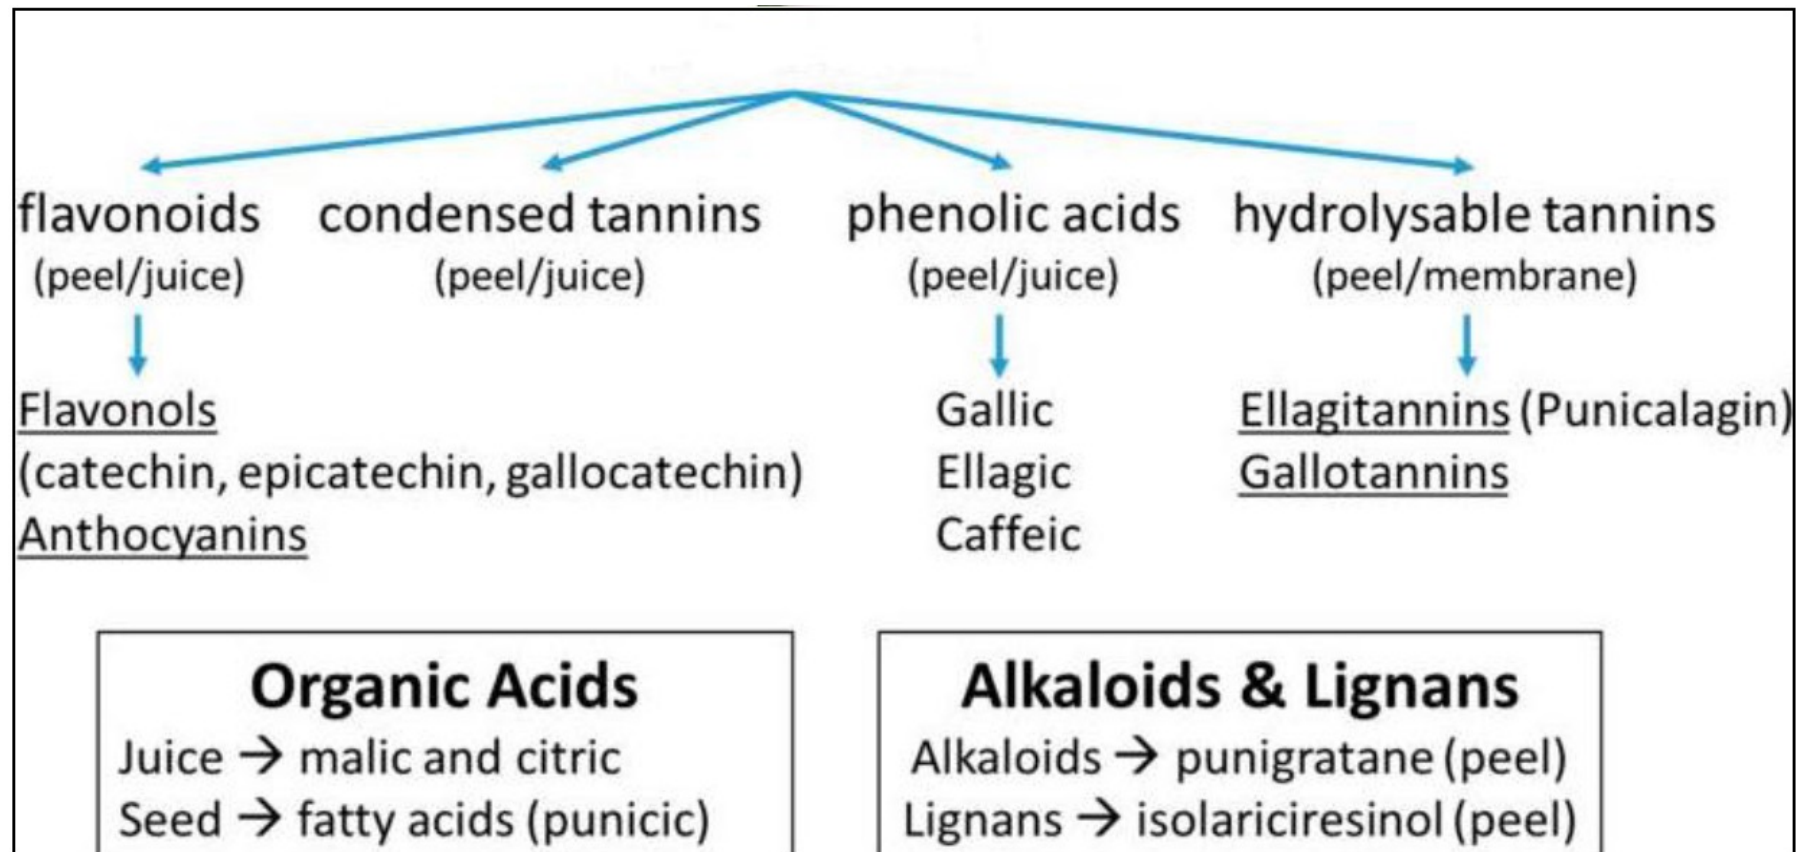 flavonoids condensed tannins phenolic acids hydrolysable tannins
(peel/juice) (peel/juice) (peel/juice) (peel/membrane)
Flavonols Gallic Ellagitannins (Punicalagin)
(catechin, epicatechin, gallocatechin) Ellagic Gallotannins
Anthocyanins Caffeic
Organic Acids Alkaloids & Lignans
Juice → malic and citric Alkaloids → punigratane (peel)
Seed → fatty acids (punicic) Lignans → isolariciresinol (peel)